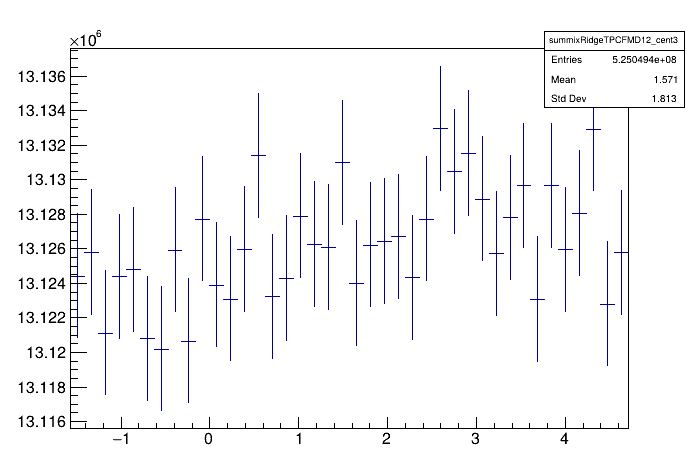 ×10⁶
summixRidgeTPCFMD12_cent3
Entries 5.250494e+08
Mean 1.571
Std Dev 1.813
13.136
13.134
13.132
13.13
13.128
13.126
13.124
13.122
13.12
13.118
13.116
−1 0 1 2 3 4